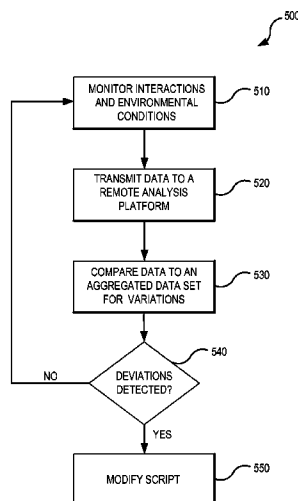 500
MONITOR INTERACTIONS
AND ENVIRONMENTAL
CONDITIONS
510
TRANSMIT DATA TO A
REMOTE ANALYSIS
PLATFORM
520
COMPARE DATA TO AN
AGGREGATED DATA SET
FOR VARIATIONS
530
540
DEVIATIONS
DETECTED?
NO
YES
MODIFY SCRIPT
550